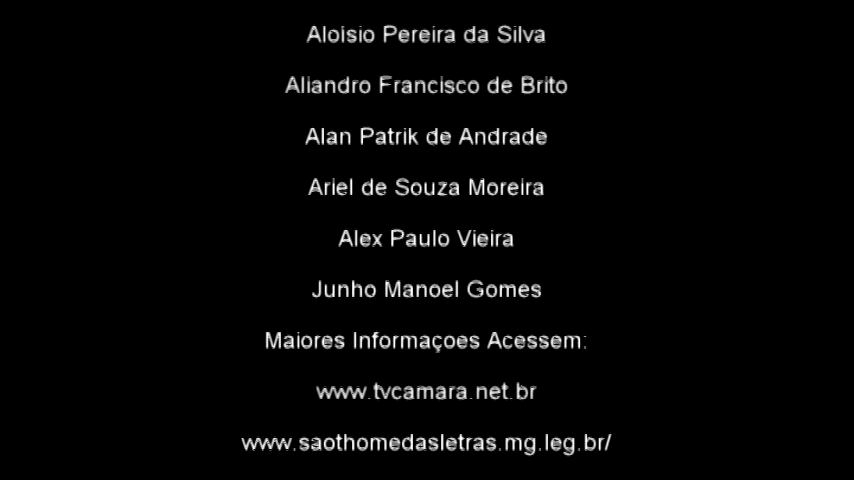 Aloísio Pereira da Silva
Aliandro Francisco de Brito
Alan Patrik de Andrade
Ariel de Souza Moreira
Alex Paulo Vieira
Junho Manoel Gomes
Maiores Informaçoes Acessem:
www.tvcamara.net.br
www.saothomedasletras.mg.leg.br/